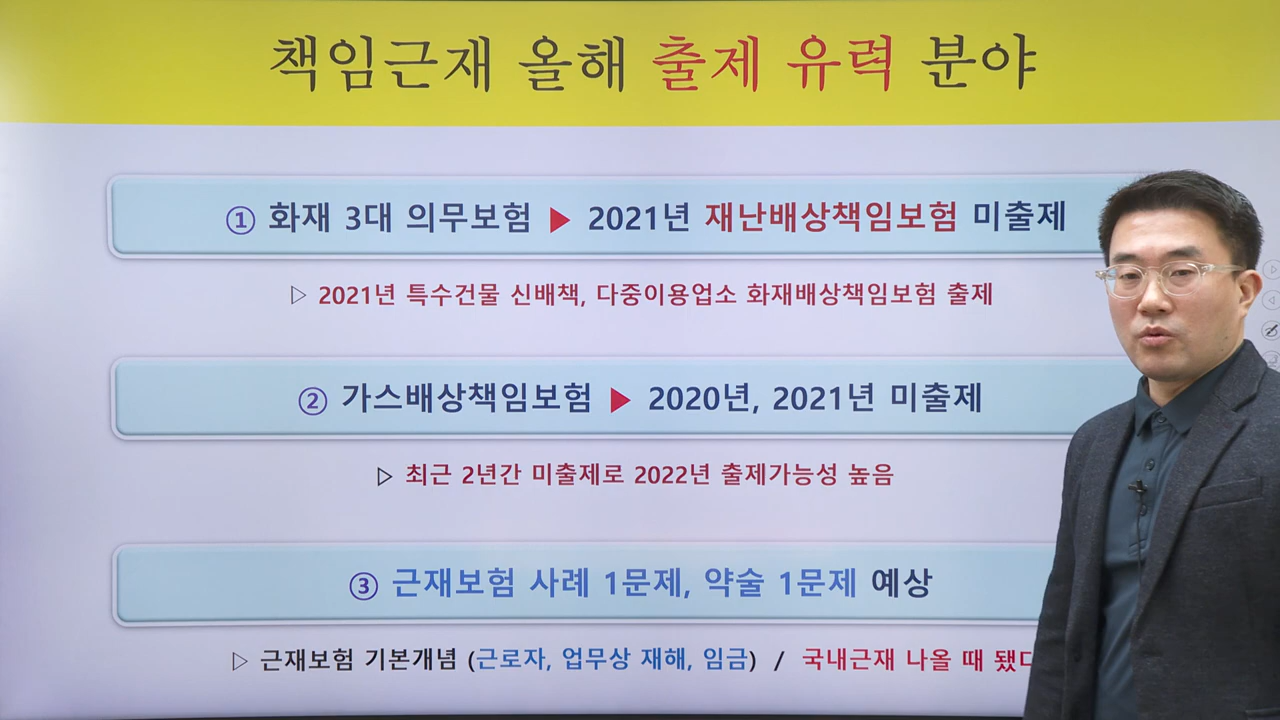 책임근재 올해 출제 유력 분야
① 화재 3대 의무보험 ▶ 2021년 재난배상책임보험 미출제
▷ 2021년 특수건물 신배책, 다중이용업소 화재배상책임보험 출제
② 가스배상책임보험 ▶ 2020년, 2021년 미출제
▷ 최근 2년간 미출제로 2022년 출제가능성 높음
③ 근재보험 사례 1문제, 약술 1문제 예상
▷ 근재보험 기본개념 (근로자, 업무상 재해, 임금) / 국내근재 나올 때